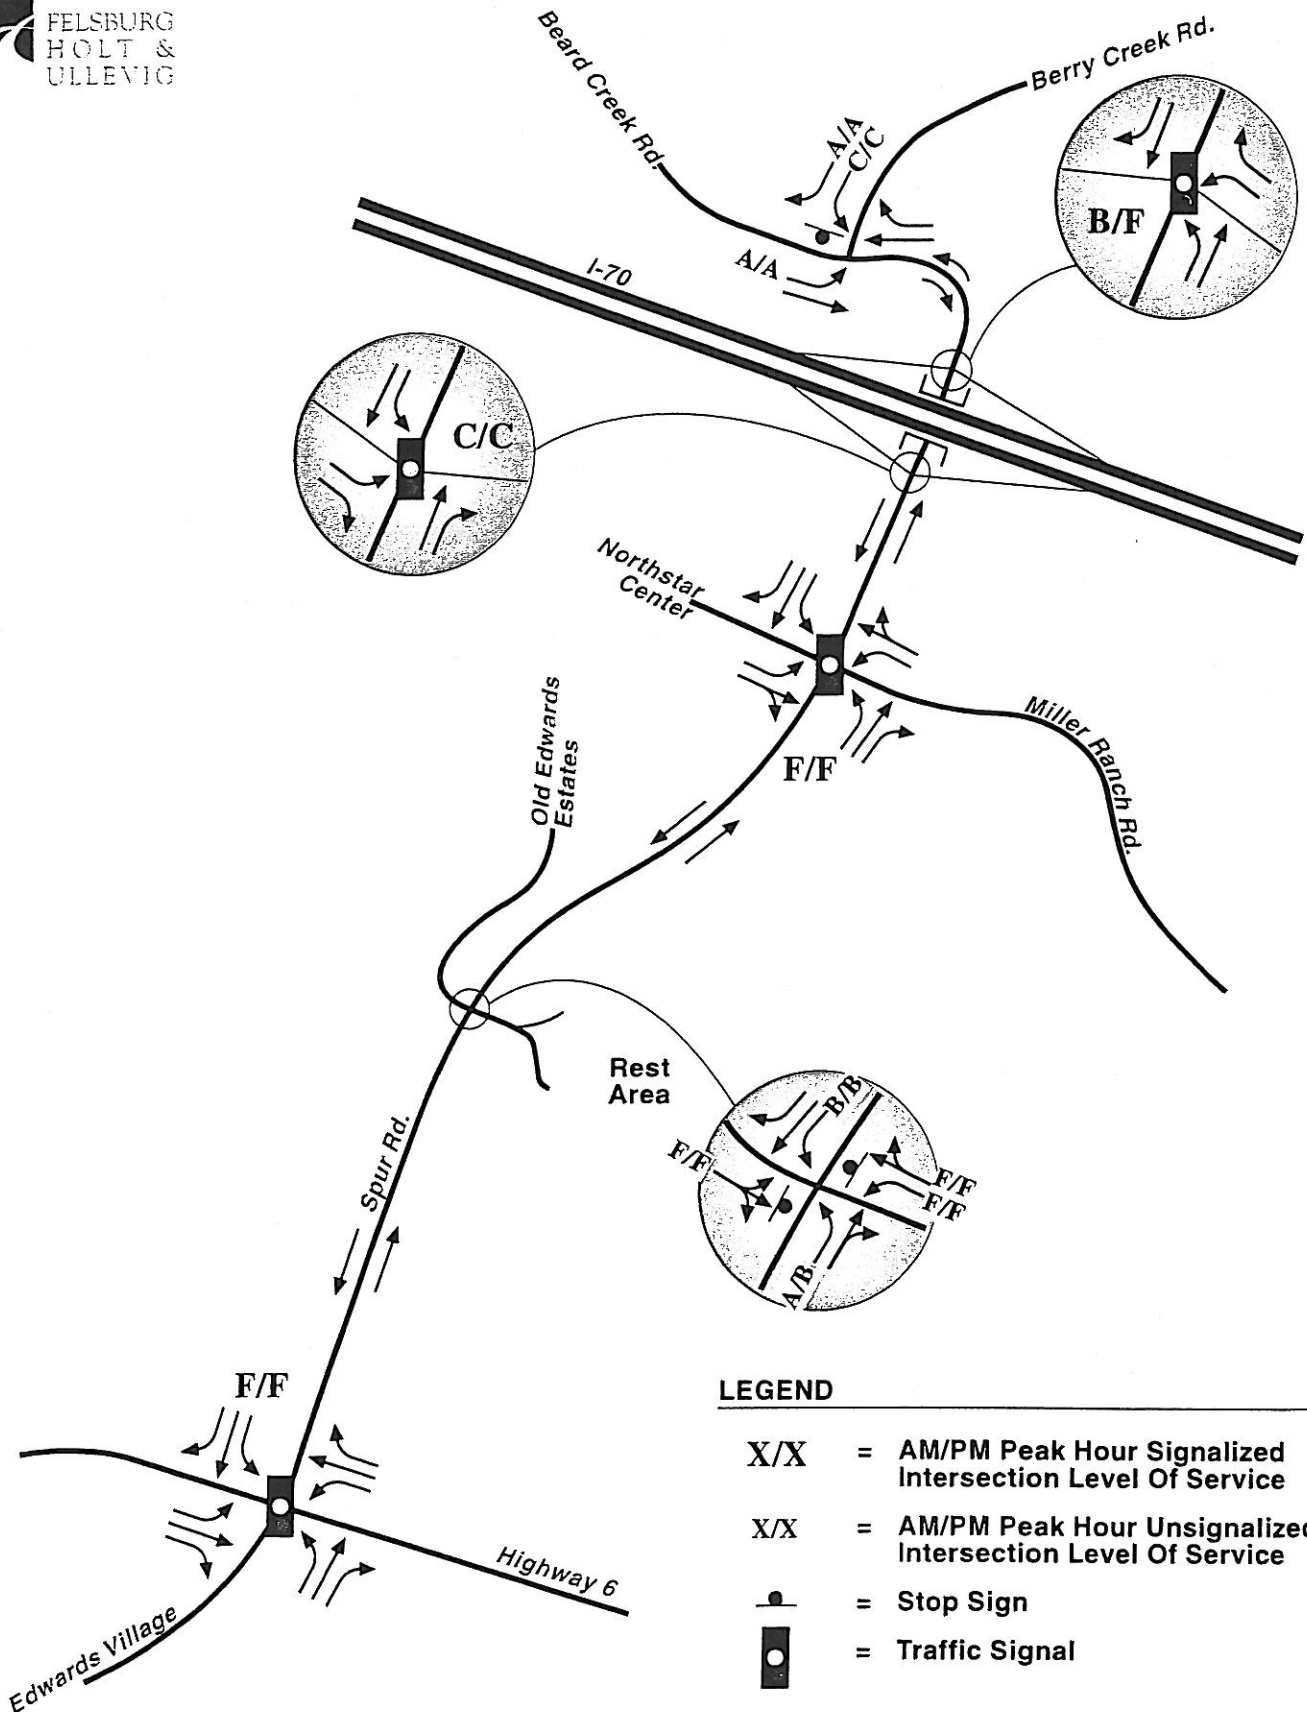 FELSBURG
HOLT &
ULLEVIG
Beard Creek Rd.
Berry Creek Rd.
A/A
C/C
A/A
B/F
I-70
C/C
Northstar
Center
Miller Ranch Rd.
F/F
Old Edwards
Estates
Rest
Area
B/B
F/F
F/F
F/F
A/B
Spur Rd.
F/F
Highway 6
Edwards Village
LEGEND
X/X = AM/PM Peak Hour Signalized
Intersection Level Of Service
X/X = AM/PM Peak Hour Unsignalized
Intersection Level Of Service
= Stop Sign
= Traffic Signal